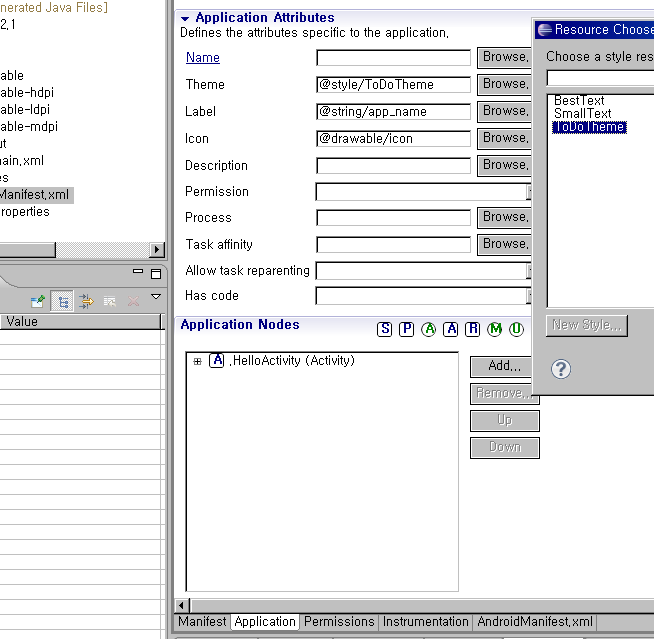 nerated Java Files]
2.1
able
able-hdpi
able-ldpi
able-mdpi
ut
nain.xml
es
Manifest.xml
roperties
Value
Application Attributes
Defines the attributes specific to the application.
Name Browse.
Theme @style/ToDoTheme Browse.
Label @string/app_name Browse.
Icon @drawable/icon Browse.
Description Browse.
Permission
Process Browse.
Task affinity Browse.
Allow task reparenting
Has code
Application Nodes S P A A R M U
A .HelloActivity (Activity)
Add...
Remove...
Up
Down
Manifest Application Permissions Instrumentation AndroidManifest.xml
Resource Choose
Choose a style res
BestText
SmallText
ToDoTheme
New Style...
?